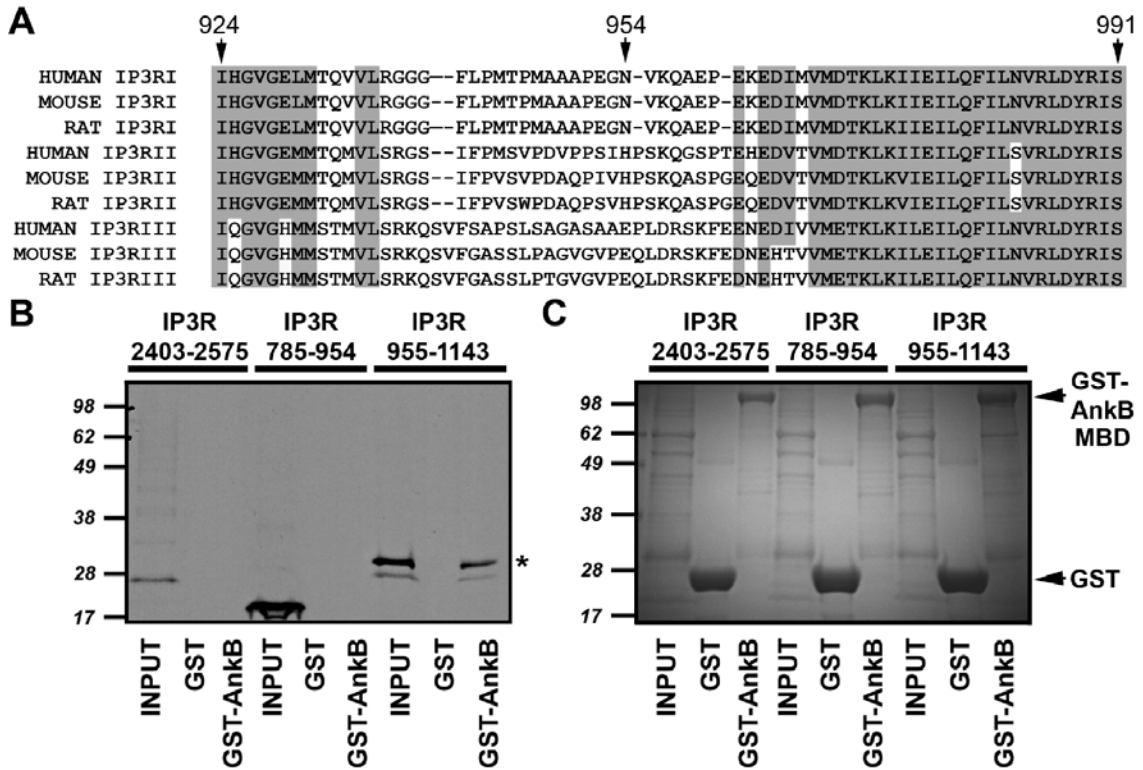 A
924 954 991
HUMAN IP3RI IHGVGELMTQVVLRGGG--FLPMTPMAAAPEGN-VKQAEP-EKEDIMVMDTKLKIIEILQFILNVRLDYRIS
MOUSE IP3RI IHGVGELMTQVVLRGGG--FLPMTPMAAAPEGN-VKQAEP-EKEDIMVMDTKLKIIEILQFILNVRLDYRIS
RAT IP3RI IHGVGELMTQVVLRGGG--FLPMTPMAAAPEGN-VKQAEP-EKEDIMVMDTKLKIIEILQFILNVRLDYRIS
HUMAN IP3RII IHGVGEMMTQMVLSRGS--IFPMSVPDVPPSIHPSKQGSPTEHEDVTVMDTKLKIIEILQFILSVRLDYRIS
MOUSE IP3RII IHGVGEMMTQMVLSRGS--IFPVSVPDAQPIVHPSKQASPGEQEDVTVMDTKLKVIEILQFILSVRLDYRIS
RAT IP3RII IHGVGEMMTQMVLSRGS--IFPVSWPDAQPSVHPSKQASPGEQEDVTVMDTKLKVIEILQFILSVRLDYRIS
HUMAN IP3RIII IQGVGHMMSTMVLSRKQSVFSAPSLSAGASAAEPLDRSKFEENEDIVVMETKLKILEILQFILNVRLDYRIS
MOUSE IP3RIII IQGVGHMMSTMVLSRKQSVFGASSLPAGVGVPEQLDRSKFEDNEHTVVMETKLKILEILQFILNVRLDYRIS
RAT IP3RIII IQGVGHMMSTMVLSRKQSVFGASSLPTGVGVPEQLDRSKFEDNEHTVVMETKLKILEILQFILNVRLDYRIS
B
IP3R IP3R IP3R
2403-2575 785-954 955-1143
98
62
49
38
28
17
*
INPUT GST GST-AnkB INPUT GST GST-AnkB INPUT GST GST-AnkB
C
IP3R IP3R IP3R
2403-2575 785-954 955-1143
98
62
49
38
28
17
GST-
AnkB
MBD
GST
INPUT GST GST-AnkB INPUT GST GST-AnkB INPUT GST GST-AnkB